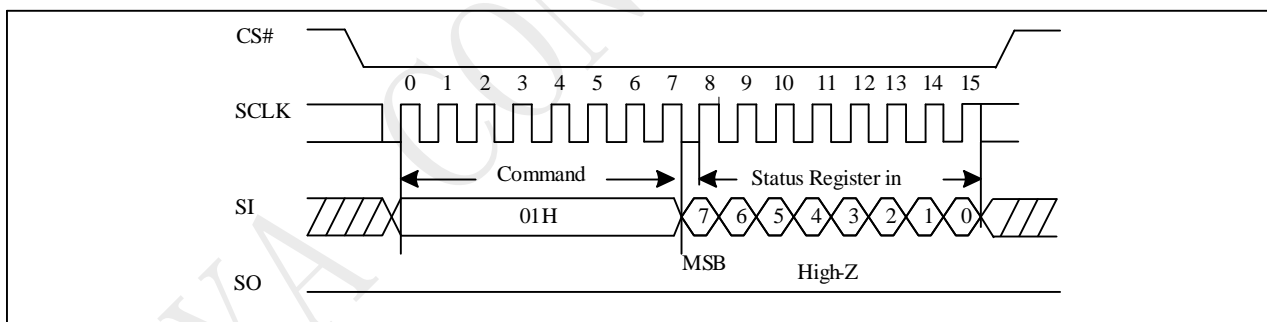 CS#
0 1 2 3 4 5 6 7 8 9 10 11 12 13 14 15
SCLK
Command Status Register in
SI 01H 7 6 5 4 3 2 1 0
MSB High-Z
SO